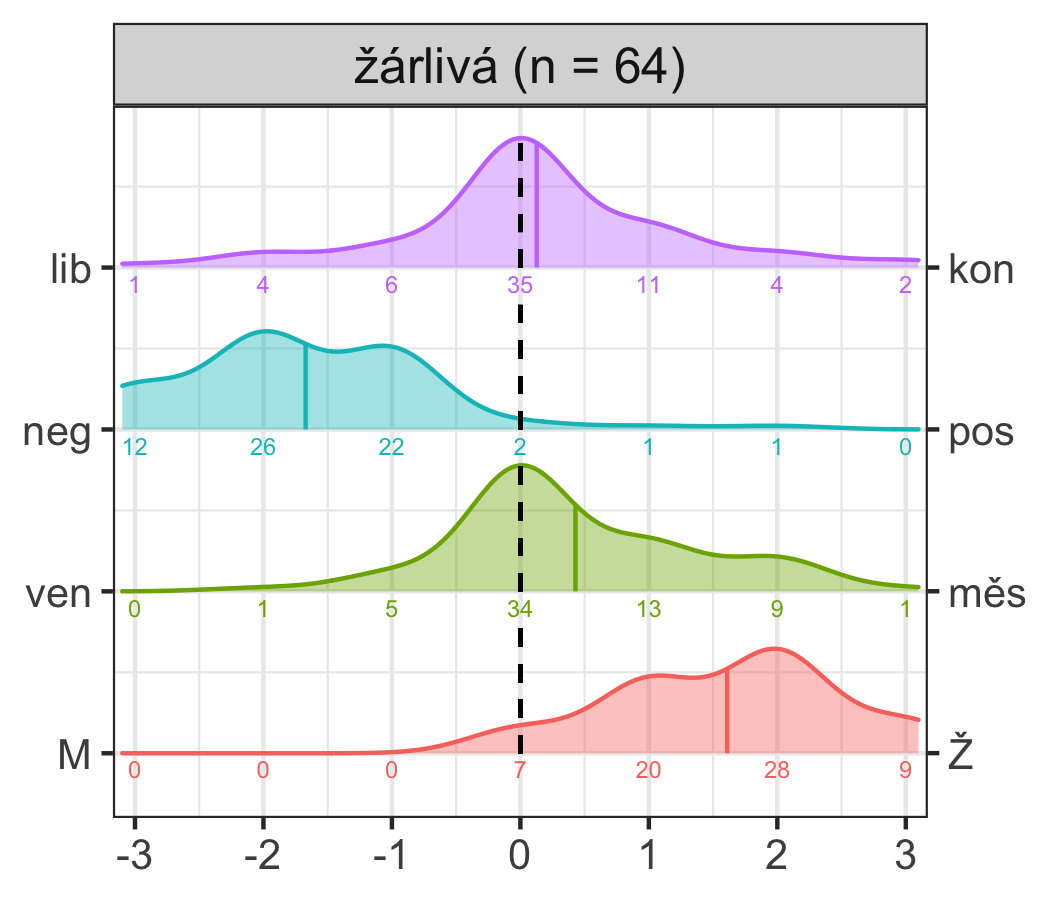 žárlivá (n = 64)
lib kon
1 4 6 35 11 4 2
neg pos
12 26 22 2 1 1 0
ven měs
0 1 5 34 13 9 1
M Ž
0 0 0 7 20 28 9
-3 -2 -1 0 1 2 3